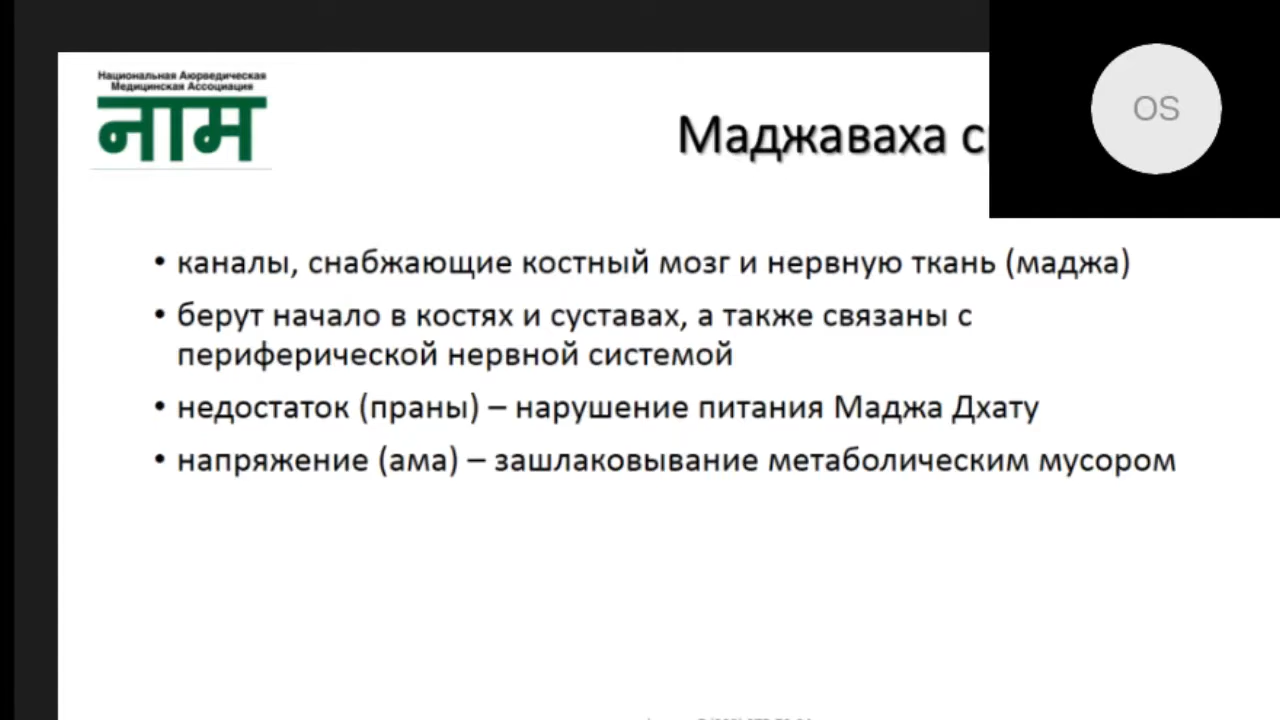 Национальная Аюрведическая
Медицинская Ассоциация
नाम
OS
Маджаваха
• каналы, снабжающие костный мозг и нервную ткань (маджа)
• берут начало в костях и суставах, а также связаны с
периферической нервной системой
• недостаток (праны) – нарушение питания Маджа Дхату
• напряжение (ама) – зашлаковывание метаболическим мусором